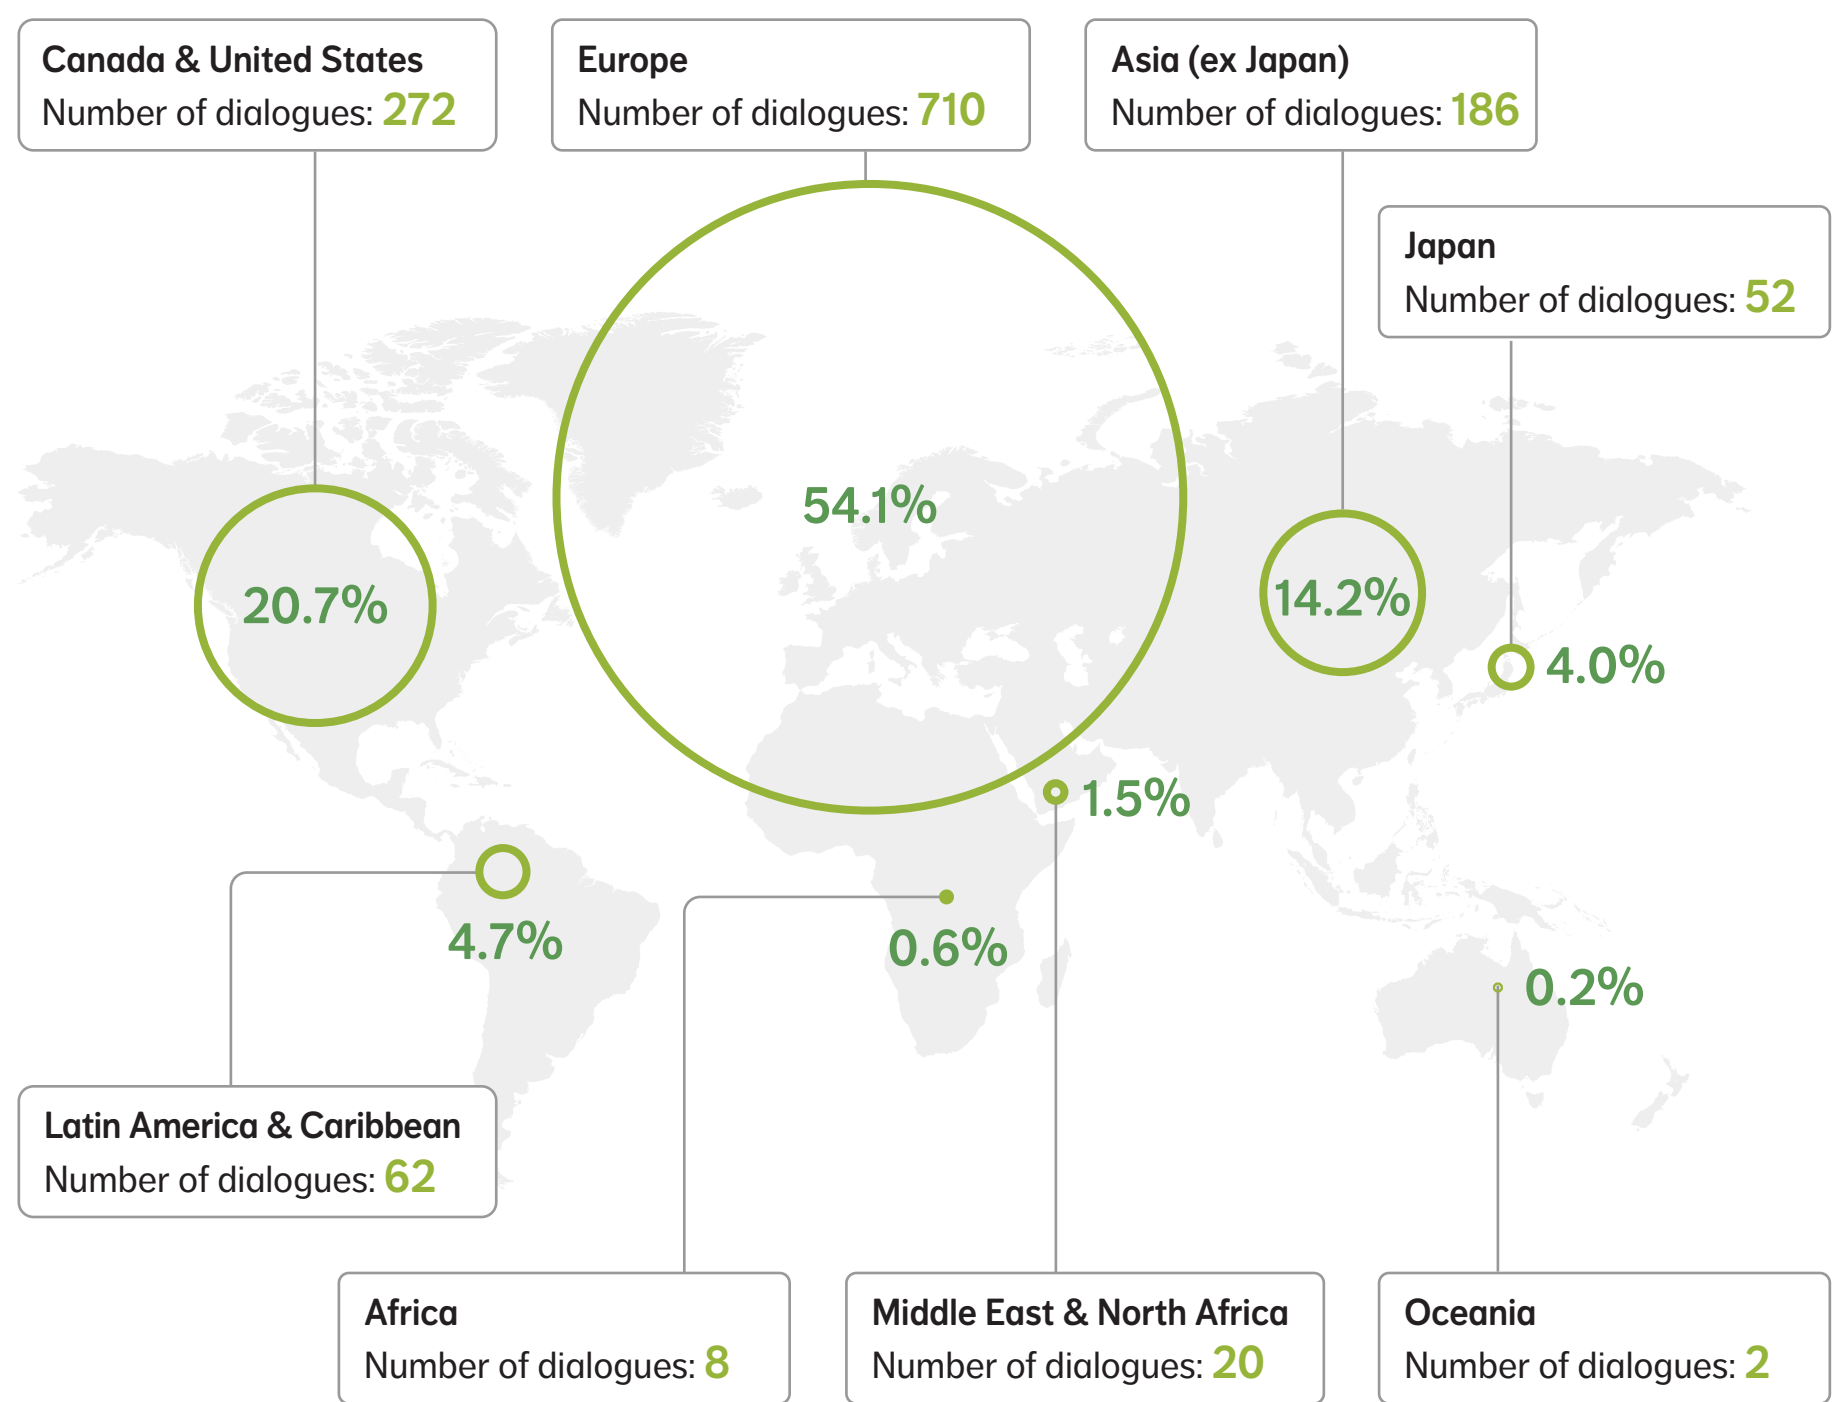 Canada & United States
Number of dialogues: 272
Europe
Number of dialogues: 710
Asia (ex Japan)
Number of dialogues: 186
Japan
Number of dialogues: 52
54.1%
20.7%
14.2%
4.0%
1.5%
4.7%
0.6%
0.2%
Latin America & Caribbean
Number of dialogues: 62
Africa
Number of dialogues: 8
Middle East & North Africa
Number of dialogues: 20
Oceania
Number of dialogues: 2